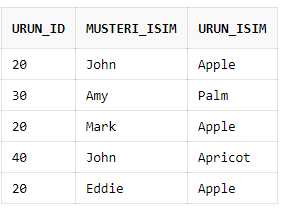 URUN_ID MUSTERI_ISIM URUN_ISIM
20 John Apple
30 Amy Palm
20 Mark Apple
40 John Apricot
20 Eddie Apple